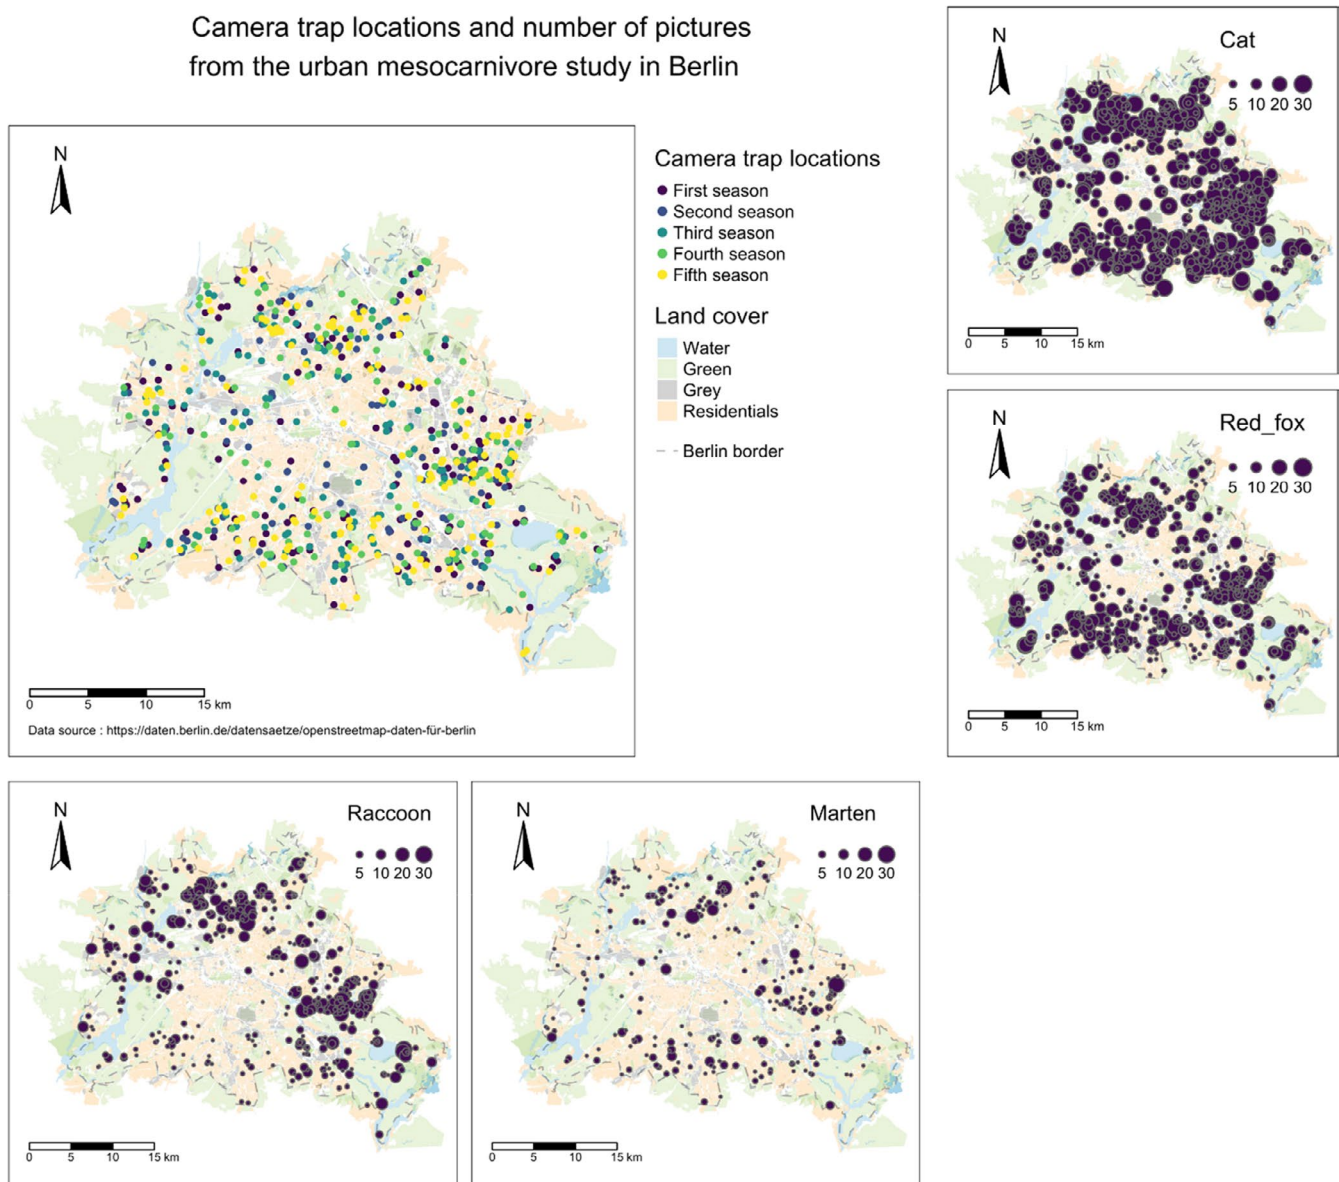 Camera trap locations and number of pictures
from the urban mesocarnivore study in Berlin
N
Camera trap locations
First season
Second season
Third season
Fourth season
Fifth season
Land cover
Water
Green
Grey
Residentials
Berlin border
0 5 10 15 km
Data source : https://daten.berlin.de/datensaetze/openstreetmap-daten-für-berlin
N
Cat
5 10 20 30
0 5 10 15 km
N
Red_fox
5 10 20 30
0 5 10 15 km
N
Raccoon
5 10 20 30
0 5 10 15 km
N
Marten
5 10 20 30
0 5 10 15 km